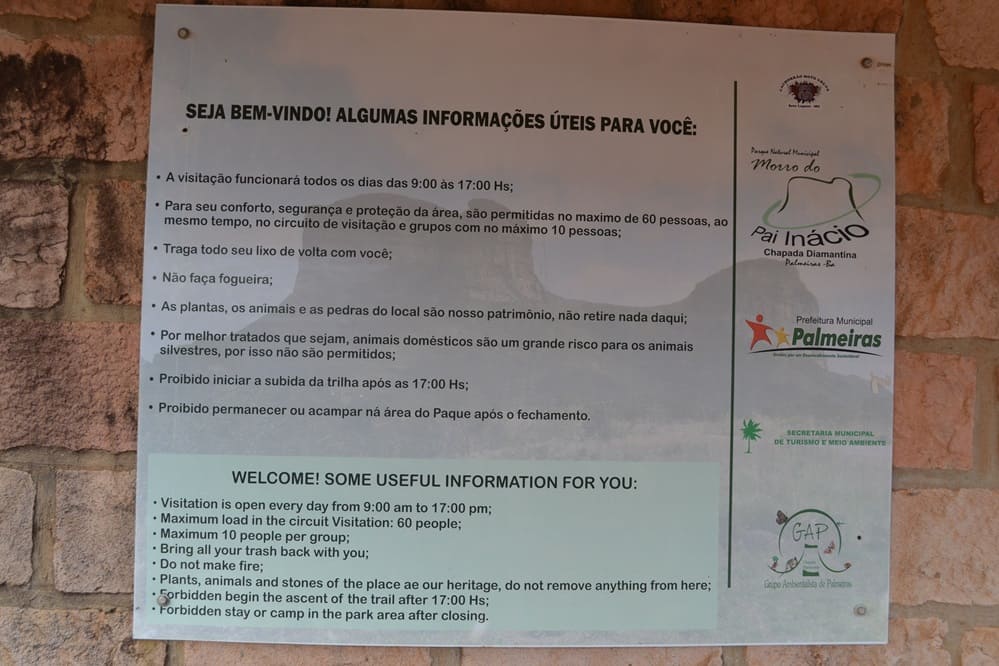 SEJA BEM-VINDO! ALGUMAS INFORMAÇÕES ÚTEIS PARA VOCÊ:
• A visitação funcionará todos os dias das 9:00 às 17:00 Hs;
• Para seu conforto, segurança e proteção da área, são permitidas no maximo de 60 pessoas, ao
mesmo tempo, no circuito de visitação e grupos com no máximo 10 pessoas;
• Traga todo seu lixo de volta com você;
• Não faça fogueira;
• As plantas, os animais e as pedras do local são nosso patrimônio, não retire nada daqui;
• Por melhor tratados que sejam, animais domésticos são um grande risco para os animais
silvestres, por isso não são permitidos;
• Proibido iniciar a subida da trilha após as 17:00 Hs;
• Proibido permanecer ou acampar ná área do Paque após o fechamento.
WELCOME! SOME USEFUL INFORMATION FOR YOU:
• Visitation is open every day from 9:00 am to 17:00 pm;
• Maximum load in the circuit Visitation: 60 people;
• Maximum 10 people per group;
• Bring all your trash back with you;
• Do not make fire;
• Plants, animals and stones of the place ae our heritage, do not remove anything from here;
• Forbidden begin the ascent of the trail after 17:00 Hs;
• Forbidden stay or camp in the park area after closing.
Parque Natural Municipal
Morro do
Pai Inácio
Chapada Diamantina
Palmeiras -Ba
Prefeitura Municipal
Palmeiras
SECRETARIA MUNICIPAL
DE TURISMO E MEIO AMBIENTE
GAP
Grupo Ambientalista de Palmeiras